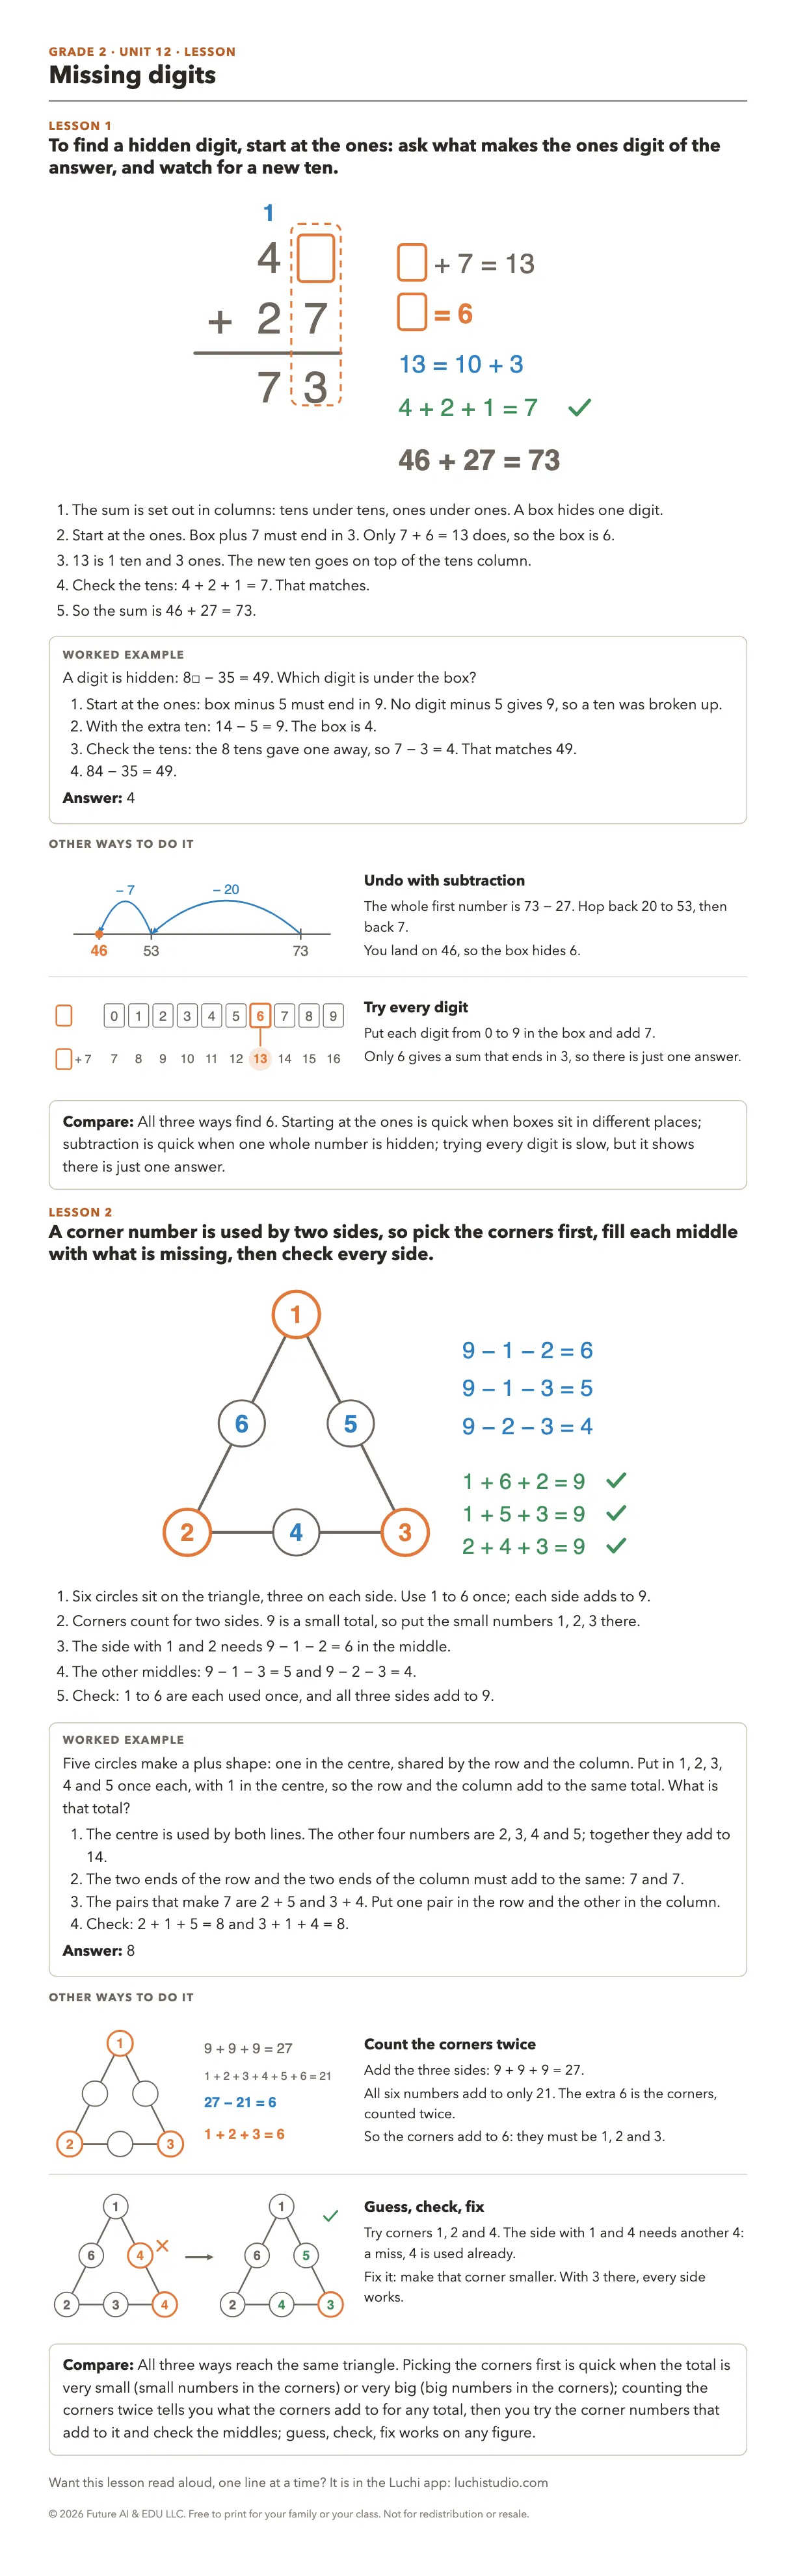 GRADE 2 · UNIT 12 · LESSON
Missing digits
LESSON 1
To find a hidden digit, start at the ones: ask what makes the ones digit of the
answer, and watch for a new ten.
1
4
+ 2 7
7 3
+ 7 = 13
= 6
13 = 10 + 3
4 + 2 + 1 = 7 ✓
46 + 27 = 73
1. The sum is set out in columns: tens under tens, ones under ones. A box hides one digit.
2. Start at the ones. Box plus 7 must end in 3. Only 7 + 6 = 13 does, so the box is 6.
3. 13 is 1 ten and 3 ones. The new ten goes on top of the tens column.
4. Check the tens: 4 + 2 + 1 = 7. That matches.
5. So the sum is 46 + 27 = 73.
WORKED EXAMPLE
A digit is hidden: 8□ − 35 = 49. Which digit is under the box?
1. Start at the ones: box minus 5 must end in 9. No digit minus 5 gives 9, so a ten was broken up.
2. With the extra ten: 14 − 5 = 9. The box is 4.
3. Check the tens: the 8 tens gave one away, so 7 − 3 = 4. That matches 49.
4. 84 − 35 = 49.
Answer: 4
OTHER WAYS TO DO IT
− 7 − 20
46 53 73
Undo with subtraction
The whole first number is 73 − 27. Hop back 20 to 53, then
back 7.
You land on 46, so the box hides 6.
0 1 2 3 4 5 6 7 8 9
+ 7 7 8 9 10 11 12 13 14 15 16
Try every digit
Put each digit from 0 to 9 in the box and add 7.
Only 6 gives a sum that ends in 3, so there is just one answer.
Compare: All three ways find 6. Starting at the ones is quick when boxes sit in different places;
subtraction is quick when one whole number is hidden; trying every digit is slow, but it shows
there is just one answer.
LESSON 2
A corner number is used by two sides, so pick the corners first, fill each middle
with what is missing, then check every side.
1
6 5
2 4 3
9 − 1 − 2 = 6
9 − 1 − 3 = 5
9 − 2 − 3 = 4
1 + 6 + 2 = 9 ✓
1 + 5 + 3 = 9 ✓
2 + 4 + 3 = 9 ✓
1. Six circles sit on the triangle, three on each side. Use 1 to 6 once; each side adds to 9.
2. Corners count for two sides. 9 is a small total, so put the small numbers 1, 2, 3 there.
3. The side with 1 and 2 needs 9 − 1 − 2 = 6 in the middle.
4. The other middles: 9 − 1 − 3 = 5 and 9 − 2 − 3 = 4.
5. Check: 1 to 6 are each used once, and all three sides add to 9.
WORKED EXAMPLE
Five circles make a plus shape: one in the centre, shared by the row and the column. Put in 1, 2, 3,
4 and 5 once each, with 1 in the centre, so the row and the column add to the same total. What is
that total?
1. The centre is used by both lines. The other four numbers are 2, 3, 4 and 5; together they add to
14.
2. The two ends of the row and the two ends of the column must add to the same: 7 and 7.
3. The pairs that make 7 are 2 + 5 and 3 + 4. Put one pair in the row and the other in the column.
4. Check: 2 + 1 + 5 = 8 and 3 + 1 + 4 = 8.
Answer: 8
OTHER WAYS TO DO IT
1
2 3
9 + 9 + 9 = 27
1 + 2 + 3 + 4 + 5 + 6 = 21
27 − 21 = 6
1 + 2 + 3 = 6
Count the corners twice
Add the three sides: 9 + 9 + 9 = 27.
All six numbers add to only 21. The extra 6 is the corners,
counted twice.
So the corners add to 6: they must be 1, 2 and 3.
1
6 4 ✕
2 3 4
1 ✓
6 5
2 4 3
Guess, check, fix
Try corners 1, 2 and 4. The side with 1 and 4 needs another 4:
a miss, 4 is used already.
Fix it: make that corner smaller. With 3 there, every side
works.
Compare: All three ways reach the same triangle. Picking the corners first is quick when the total is
very small (small numbers in the corners) or very big (big numbers in the corners); counting the
corners twice tells you what the corners add to for any total, then you try the corner numbers that
add to it and check the middles; guess, check, fix works on any figure.
Want this lesson read aloud, one line at a time? It is in the Luchi app: luchistudio.com
© 2026 Future AI & EDU LLC. Free to print for your family or your class. Not for redistribution or resale.